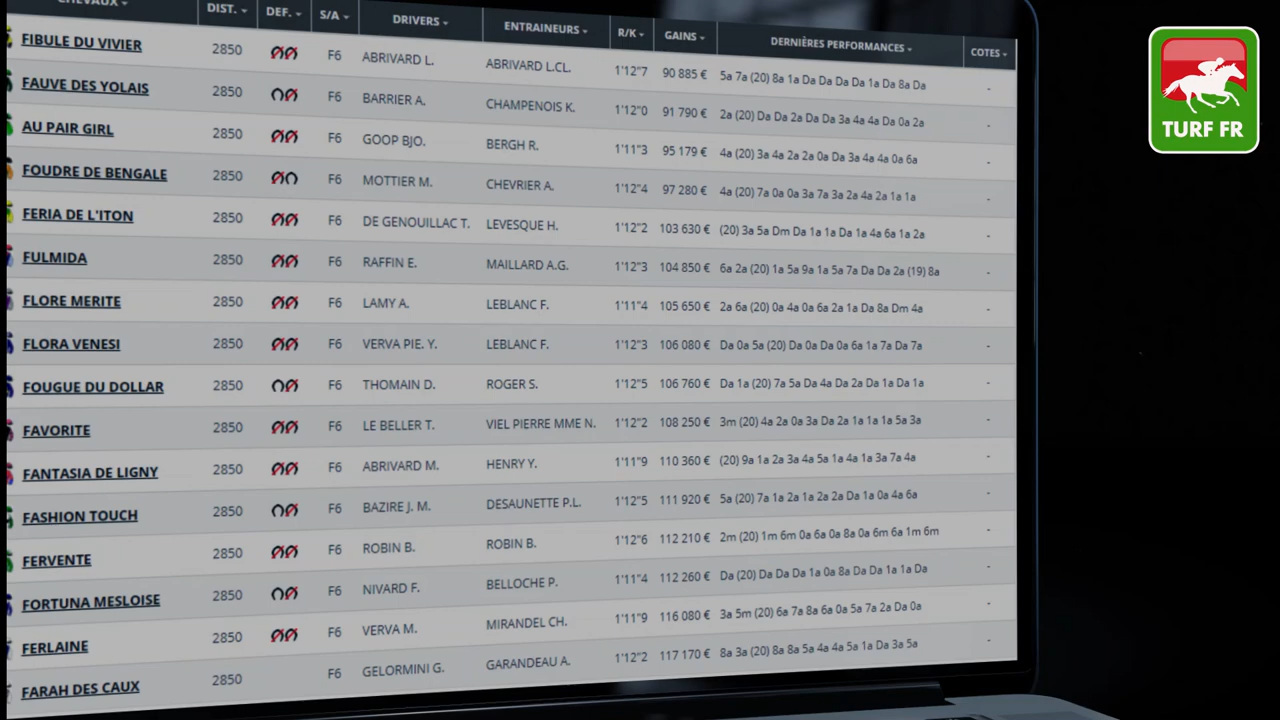 CHEVAUX DIST. DEF. S/A DRIVERS ENTRAINEURS R/K GAINS DERNIÈRES PERFORMANCES COTES
FIBULE DU VIVIER 2850 F6 ABRIVARD L. ABRIVARD L.CL. 1'12"7 90 885 € 5a 7a (20) 8a 1a Da Da Da Da 1a Da 8a Da -
FAUVE DES YOLAIS 2850 F6 BARRIER A. CHAMPENOIS K. 1'12"0 91 790 € 2a (20) Da Da 2a Da Da 3a 4a 4a Da 0a 2a -
AU PAIR GIRL 2850 F6 GOOP BJO. BERGH R. 1'11"3 95 179 € 4a (20) 3a 4a 2a 2a 0a Da 3a 4a 4a 0a 6a -
FOUDRE DE BENGALE 2850 F6 MOTTIER M. CHEVRIER A. 1'12"4 97 280 € 4a (20) 7a 0a 0a 3a 7a 3a 2a 4a 2a 1a 1a -
FERIA DE L'ITON 2850 F6 DE GENOUILLAC T. LEVESQUE H. 1'12"2 103 630 € (20) 3a 5a Dm Da 1a 1a Da 1a 4a 6a 1a 2a -
FULMIDA 2850 F6 RAFFIN E. MAILLARD A.G. 1'12"3 104 850 € 6a 2a (20) 1a 5a 9a 1a 5a 7a Da Da 2a (19) 8a -
FLORE MERITE 2850 F6 LAMY A. LEBLANC F. 1'11"4 105 650 € 2a 6a (20) 0a 4a 0a 6a 2a 1a Da 8a Dm 4a -
FLORA VENESI 2850 F6 VERVA PIE. Y. LEBLANC F. 1'12"3 106 080 € Da 0a 5a (20) Da 0a Da 0a 6a 1a 7a Da 7a -
FOUGUE DU DOLLAR 2850 F6 THOMAIN D. ROGER S. 1'12"5 106 760 € Da 1a (20) 7a 5a Da 4a Da 2a Da 1a Da 1a -
FAVORITE 2850 F6 LE BELLER T. VIEL PIERRE MME N. 1'12"2 108 250 € 3m (20) 4a 2a 0a 3a Da 2a 1a 1a 1a 5a 3a -
FANTASIA DE LIGNY 2850 F6 ABRIVARD M. HENRY Y. 1'11"9 110 360 € (20) 9a 1a 2a 3a 4a 5a 1a 4a 1a 3a 7a 4a -
FASHION TOUCH 2850 F6 BAZIRE J. M. DESAUNETTE P.L. 1'12"5 111 920 € 5a (20) 7a 1a 2a 1a 2a 2a Da 1a 0a 4a 6a -
FERVENTE 2850 F6 ROBIN B. ROBIN B. 1'12"6 112 210 € 2m (20) 1m 6m 0a 6a 0a 8a 0a 6m 6a 1m 6m -
FORTUNA MESLOISE 2850 F6 NIVARD F. BELLOCHE P. 1'11"4 112 260 € Da (20) Da Da Da 1a 0a 8a Da Da 1a 1a Da -
FERLAINE 2850 F6 VERVA M. MIRANDEL CH. 1'11"9 116 080 € 3a 5m (20) 6a 7a 8a 6a 0a 5a 7a 2a Da 0a -
FARAH DES CAUX 2850 F6 GELORMINI G. GARANDEAU A. 1'12"2 117 170 € 8a 3a (20) 8a 8a 5a 4a 4a 5a 1a Da 3a 5a -
TURF FR